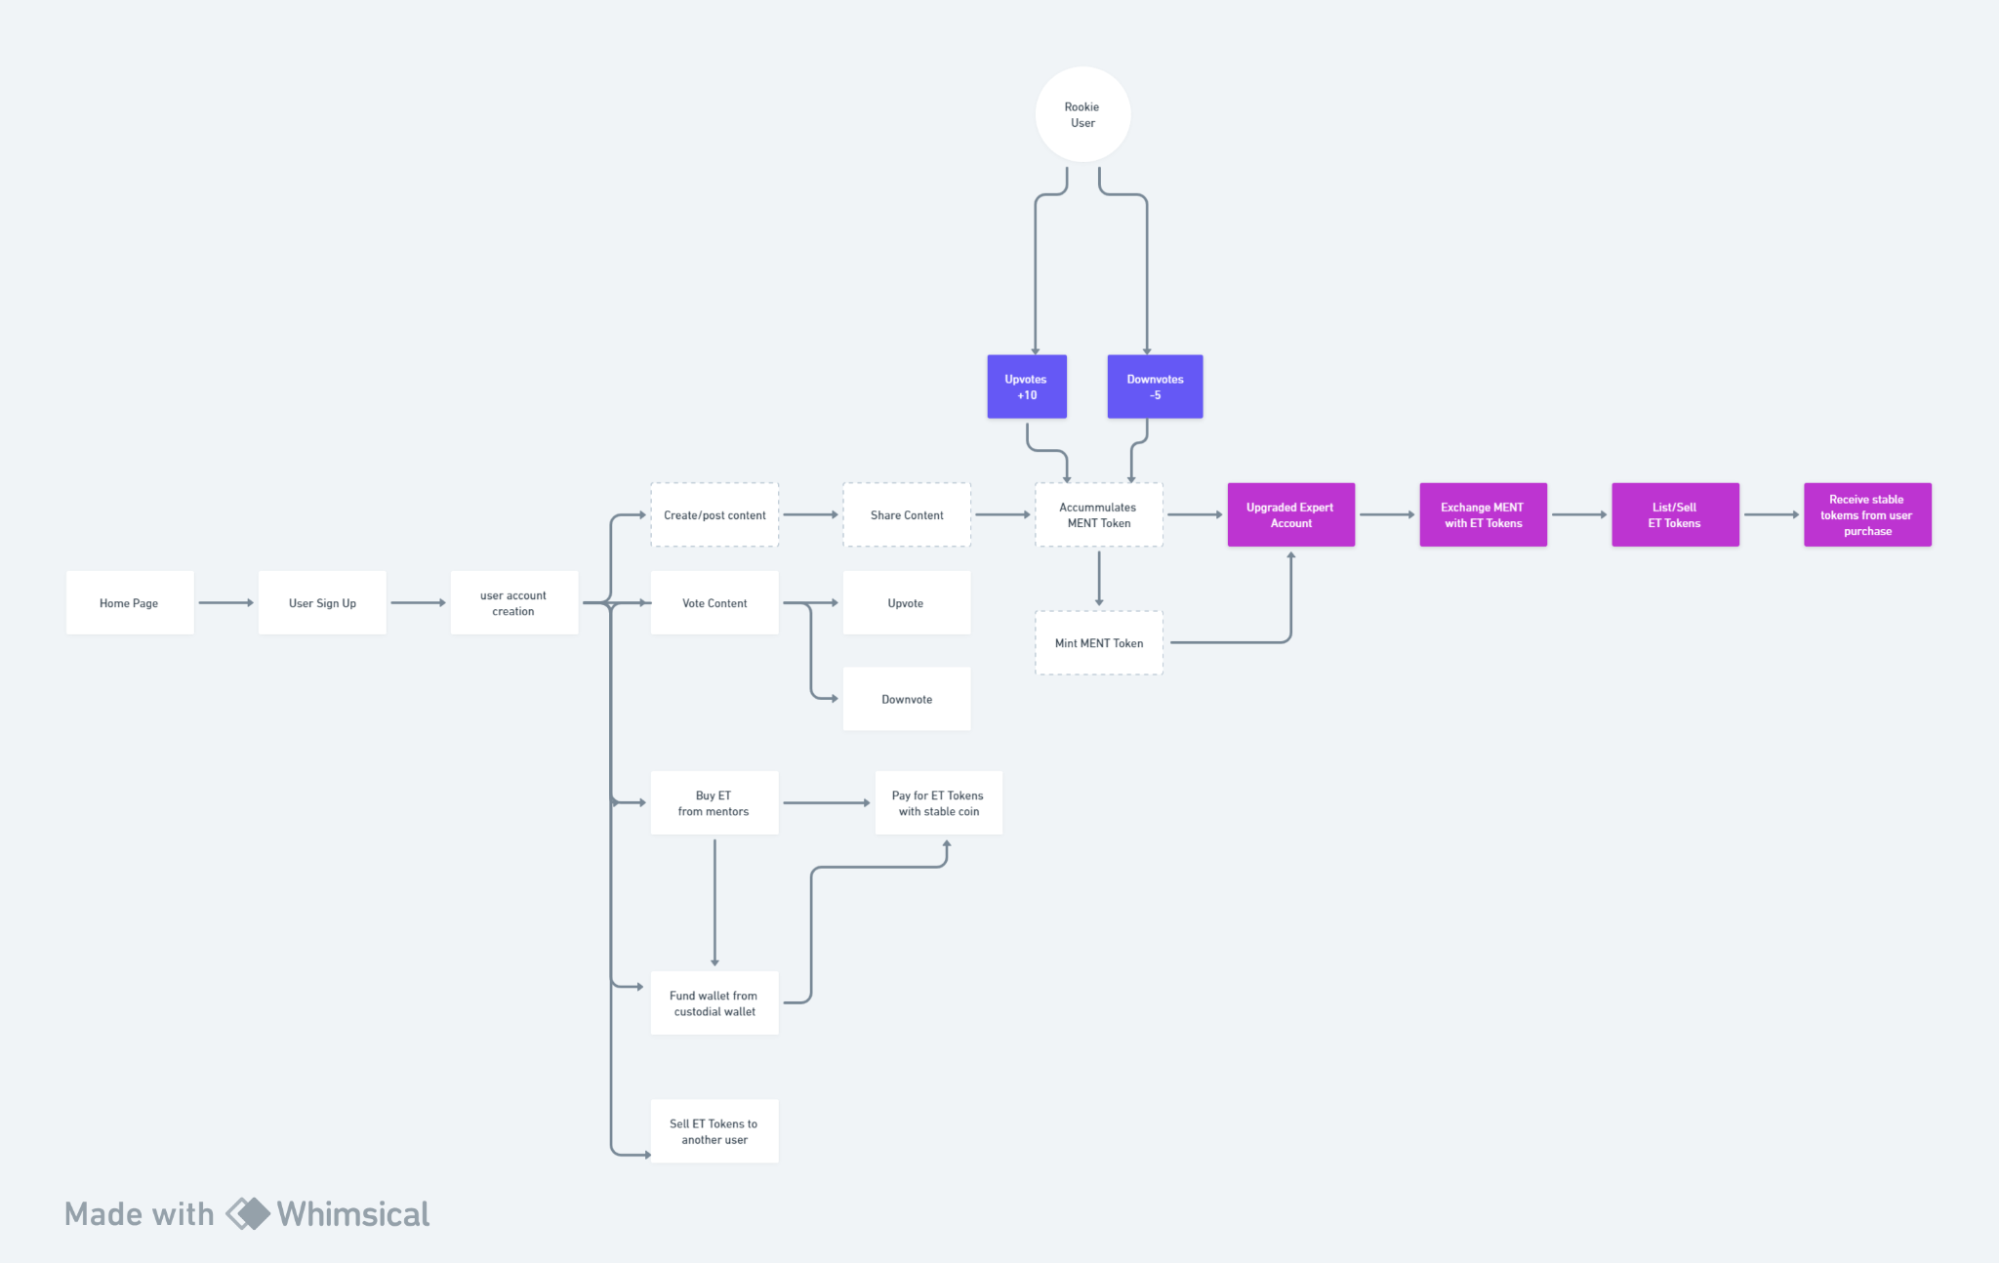 Rookie
User
Upvotes
+10
Downvotes
-5
Create/post content
Share Content
Accummulates
MENT Token
Upgraded Expert
Account
Exchange MENT
with ET Tokens
List/Sell
ET Tokens
Receive stable
tokems from user
purchase
Home Page
User Sign Up
user account
creation
Vote Content
Upvote
Mint MENT Token
Downvote
Buy ET
from mentors
Pay for ET Tokens
with stable coin
Fund wallet from
custodial wallet
Sell ET Tokens to
another user
Made with Whimsical